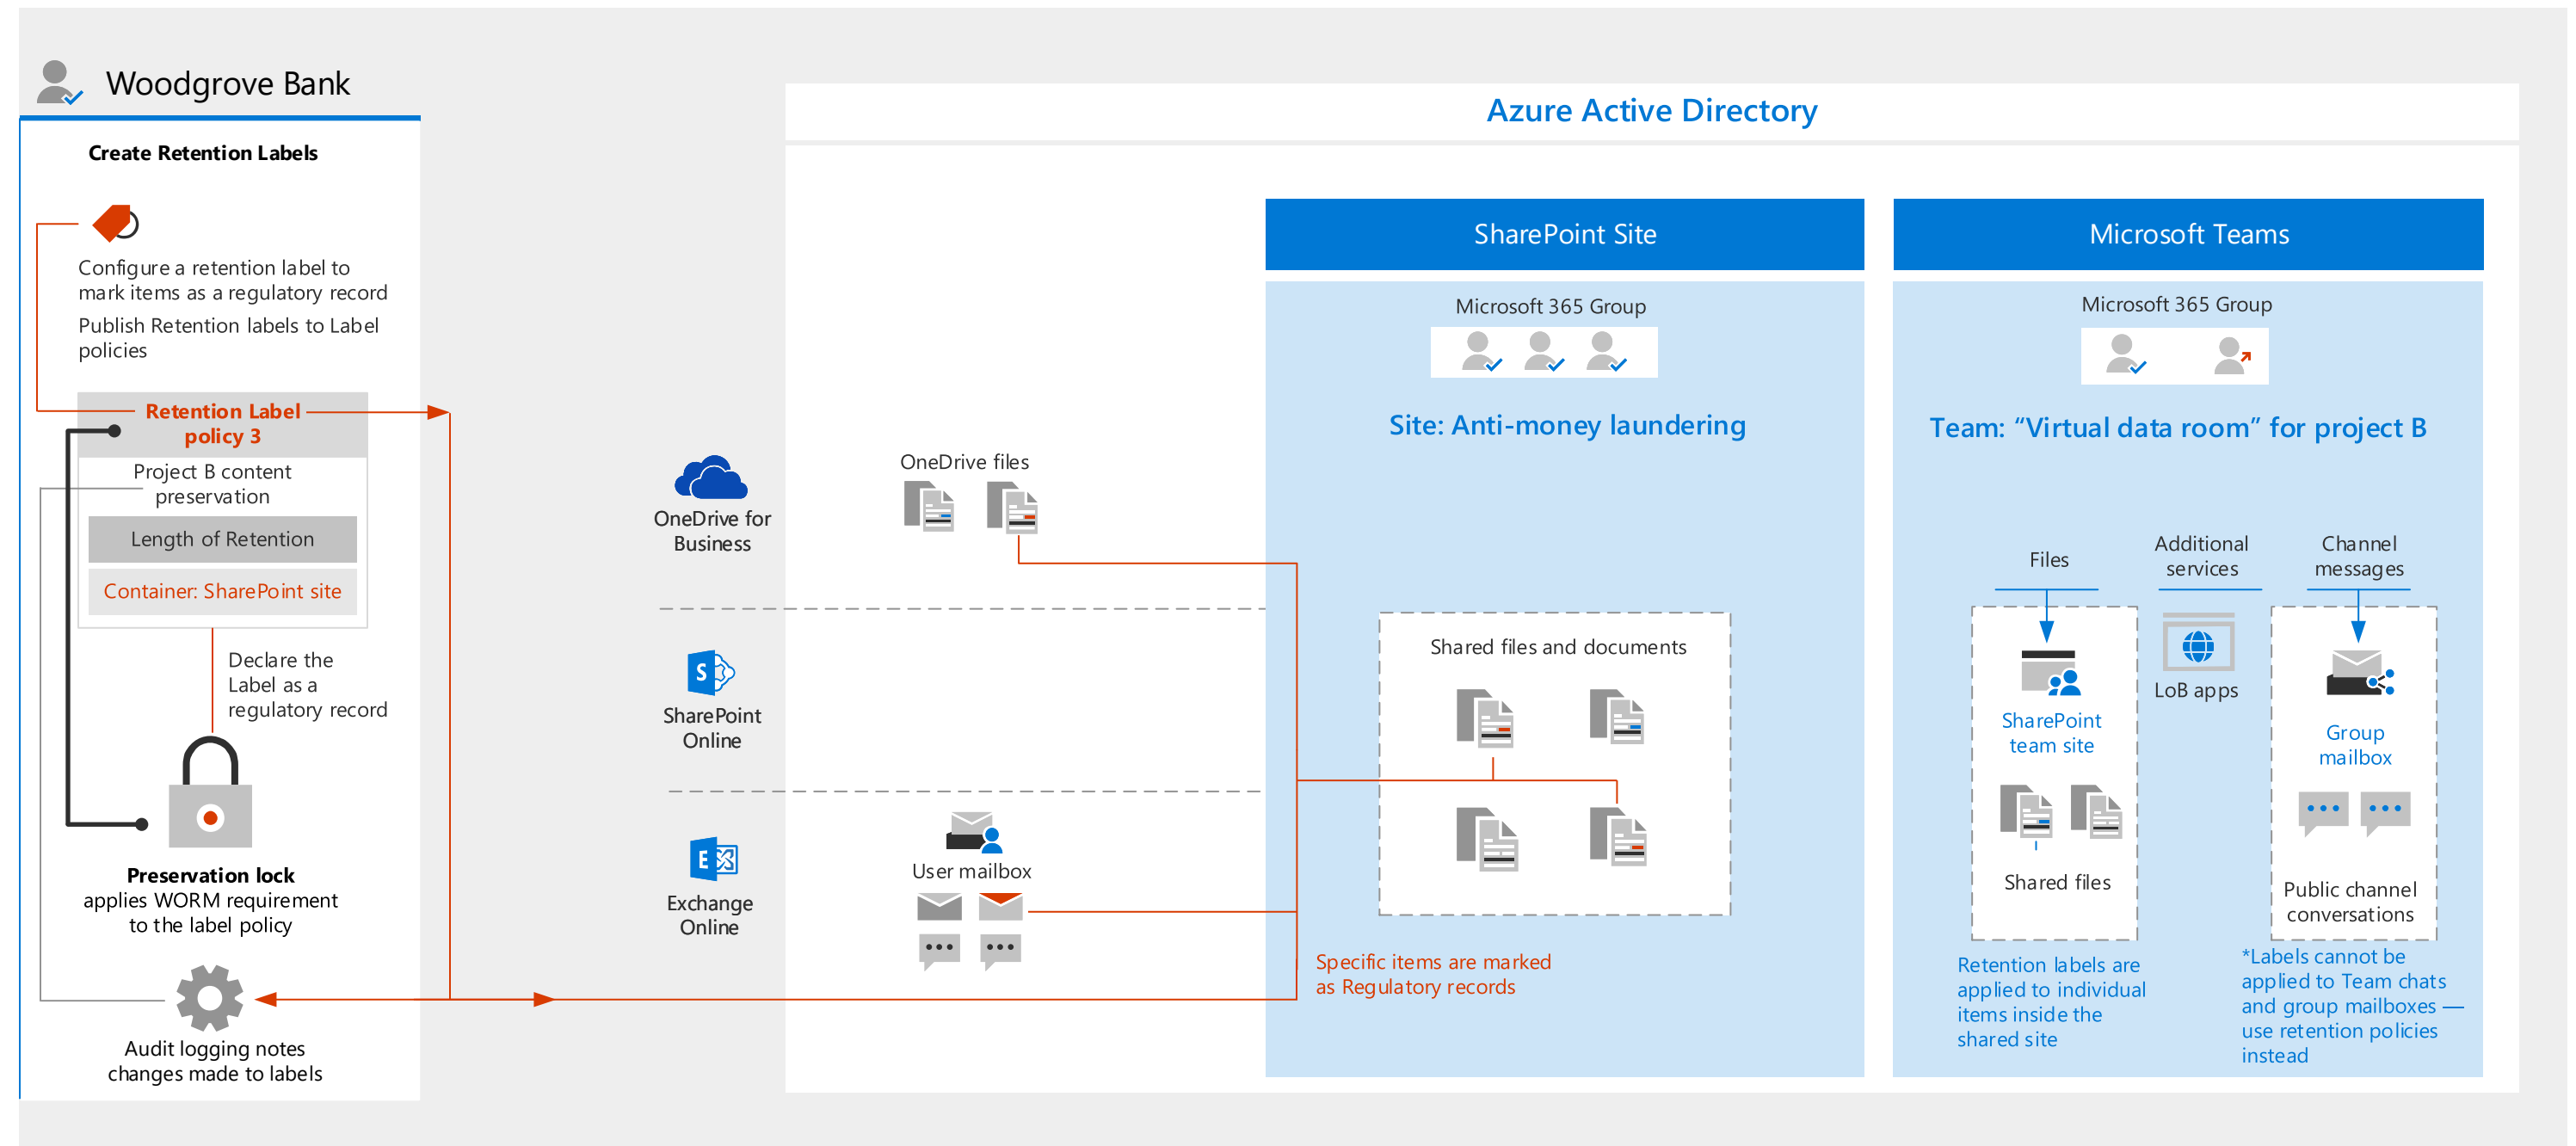 Woodgrove Bank
Create Retention Labels
Configure a retention label to
mark items as a regulatory record
Publish Retention labels to Label
policies
Retention Label
policy 3
Project B content
preservation
Length of Retention
Container: SharePoint site
Declare the
Label as a
regulatory record
Preservation lock
applies WORM requirement
to the label policy
Audit logging notes
changes made to labels
OneDrive for
Business
SharePoint
Online
Exchange
Online
Azure Active Directory
OneDrive files
User mailbox
SharePoint Site
Microsoft 365 Group
Site: Anti-money laundering
Shared files and documents
Specific items are marked
as Regulatory records
Microsoft Teams
Microsoft 365 Group
Team: “Virtual data room” for project B
Files
Additional
services
Channel
messages
SharePoint
team site
Shared files
LoB apps
Group
mailbox
Public channel
conversations
Retention labels are
applied to individual
items inside the
shared site
*Labels cannot be
applied to Team chats
and group mailboxes —
use retention policies
instead